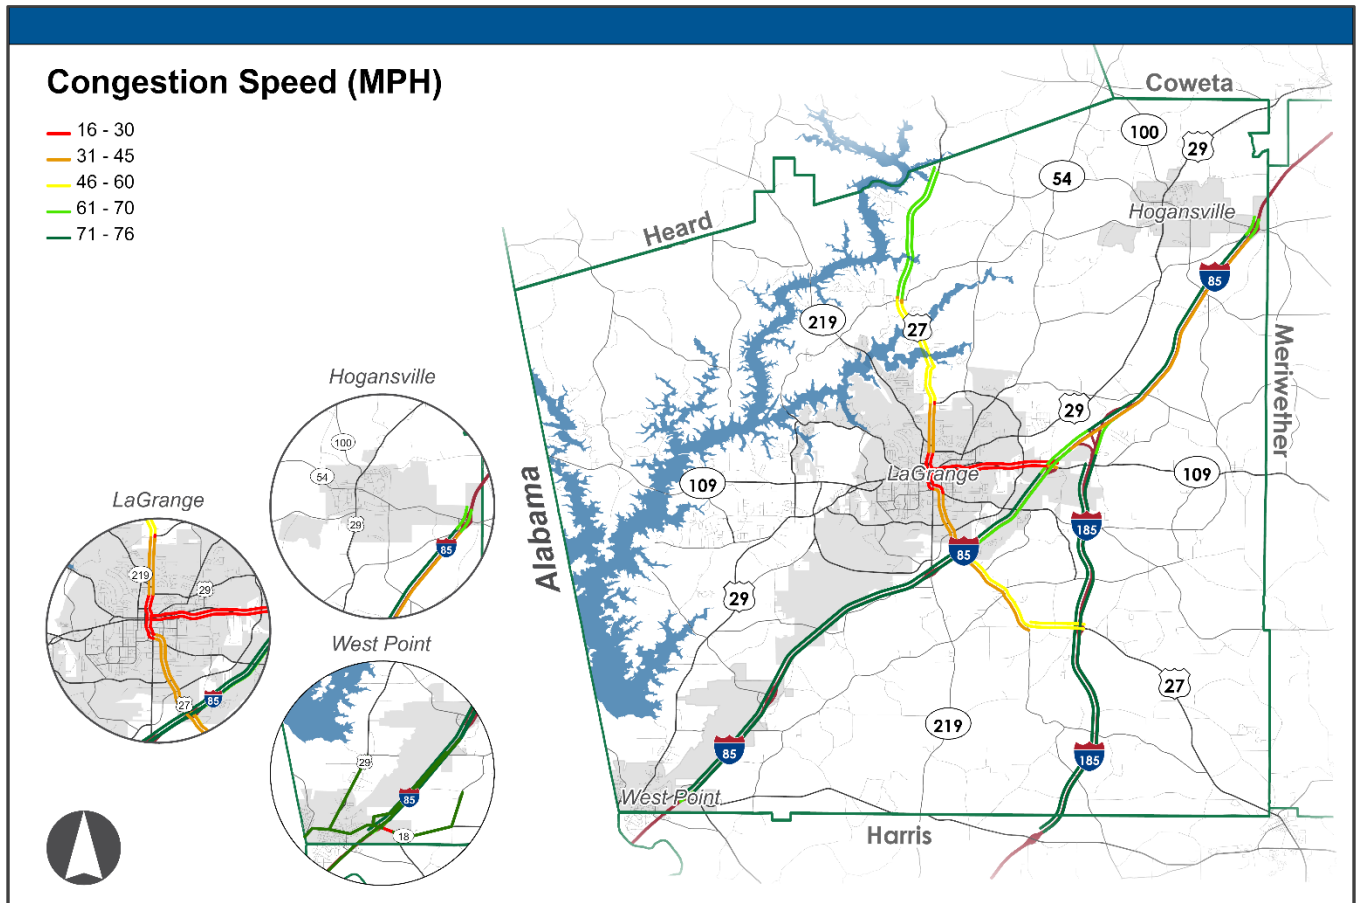 Congestion Speed (MPH)
16 - 30
31 - 45
46 - 60
61 - 70
71 - 76
Coweta
100
29
54
Hogansville
Heard
85
219
27
Meriwether
29
LaGrange
109
109
Alabama
185
85
29
27
219
85
185
West Point
Harris
Hogansville
100
54
29
85
LaGrange
219
29
27
85
West Point
29
85
18